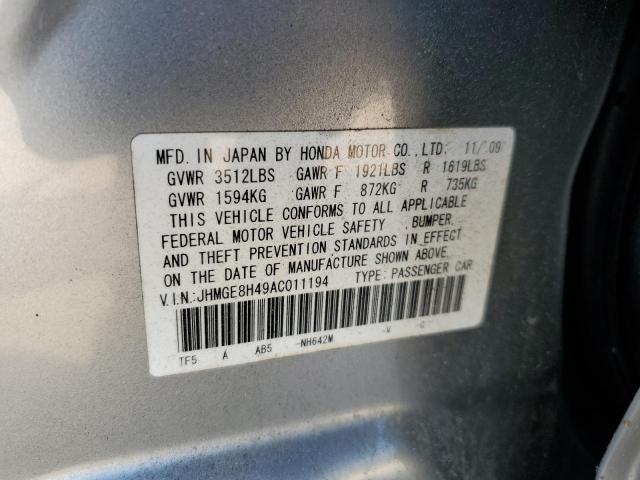 MFD. IN JAPAN BY HONDA MOTOR CO., LTD. 11/ 09
GVWR 3512LBS GAWR F 1921LBS R 1619LBS
GVWR 1594KG GAWR F 872KG R 735KG
THIS VEHICLE CONFORMS TO ALL APPLICABLE
FEDERAL MOTOR VEHICLE SAFETY , BUMPER,
AND THEFT PREVENTION STANDARDS IN EFFECT
ON THE DATE OF MANUFACTURE SHOWN ABOVE.
V.I.N.:JHMGE8H49AC011194 TYPE: PASSENGER CAR
TF5 A AB5 -NH642M -V -C